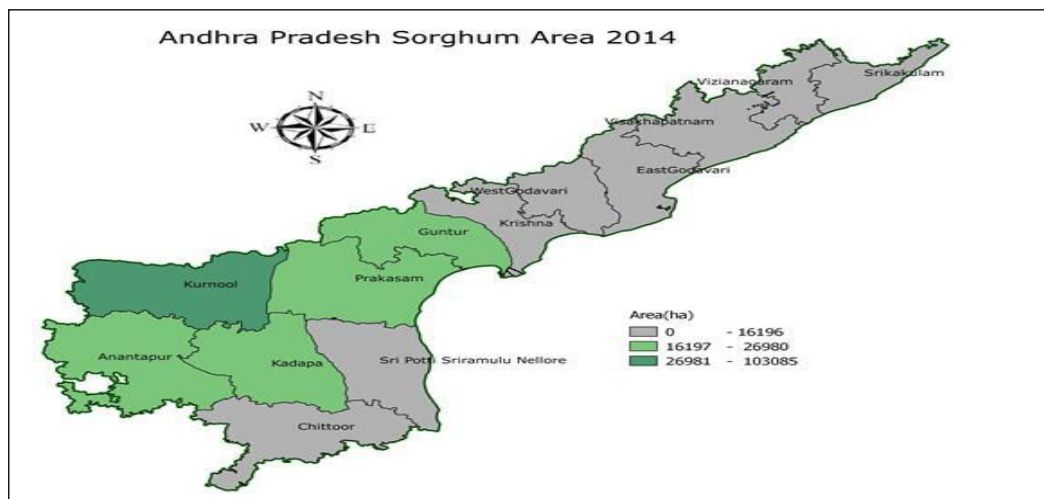 Andhra Pradesh Sorghum Area 2014
N
W E
S
Srikakulam
Vizianagaram
Visakhapatnam
EastGodavari
WestGodavari
Krishna
Guntur
Prakasam
Kurnool
Anantapur
Kadapa
Sri Potti Sriramulu Nellore
Chittoor
Area(ha)
0 - 16196
16197 - 26980
26981 - 103085